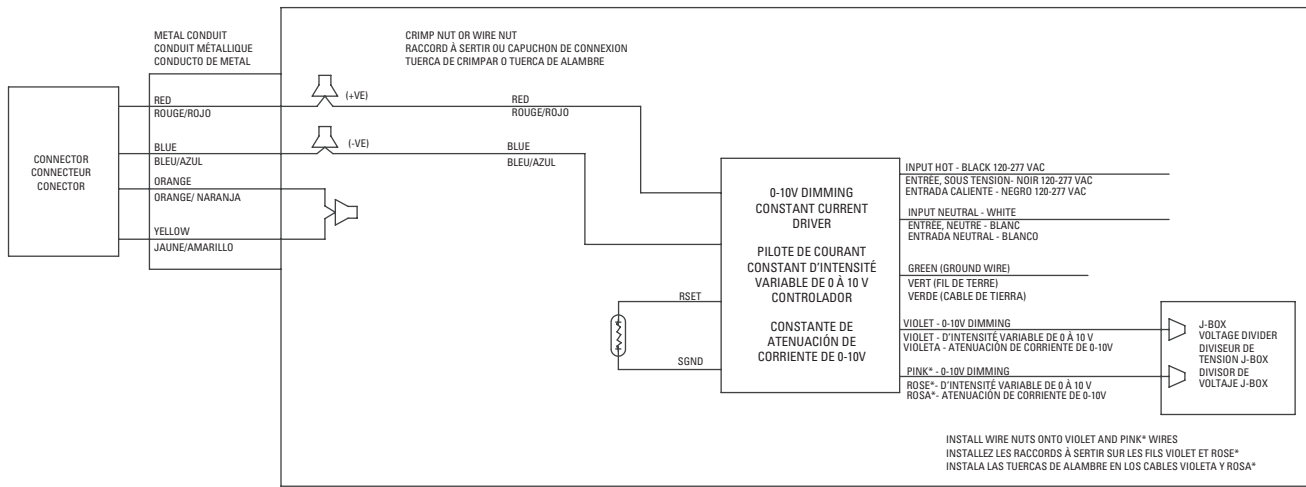 METAL CONDUIT
CONDUIT MÉTALLIQUE
CONDUCTO DE METAL
CRIMP NUT OR WIRE NUT
RACCORD À SERTIR OU CAPUCHON DE CONNEXION
TUERCA DE CRIMPAR O TUERCA DE ALAMBRE
CONNECTOR
CONNECTEUR
CONECTOR
RED
ROUGE/ROJO
BLUE
BLEU/AZUL
ORANGE
ORANGE/ NARANJA
YELLOW
JAUNE/AMARILLO
(+VE)
(-VE)
RED
ROUGE/ROJO
BLUE
BLEU/AZUL
RSET
SGND
0-10V DIMMING
CONSTANT CURRENT
DRIVER
PILOTE DE COURANT
CONSTANT D'INTENSITÉ
VARIABLE DE 0 À 10 V
CONTROLADOR
CONSTANTE DE
ATENUACIÓN DE
CORRIENTE DE 0-10V
INPUT HOT - BLACK 120-277 VAC
ENTRÉE, SOUS TENSION- NOIR 120-277 VAC
ENTRADA CALIENTE - NEGRO 120-277 VAC
INPUT NEUTRAL - WHITE
ENTRÉE, NEUTRE - BLANC
ENTRADA NEUTRAL - BLANCO
GREEN (GROUND WIRE)
VERT (FIL DE TERRE)
VERDE (CABLE DE TIERRA)
VIOLET - 0-10V DIMMING
VIOLET - D'INTENSITÉ VARIABLE DE 0 À 10 V
VIOLETA - ATENUACIÓN DE CORRIENTE DE 0-10V
PINK* - 0-10V DIMMING
ROSE*- D'INTENSITÉ VARIABLE DE 0 À 10 V
ROSA*- ATENUACIÓN DE CORRIENTE DE 0-10V
J-BOX
VOLTAGE DIVIDER
DIVISEUR DE
TENSION J-BOX
DIVISOR DE
VOLTAJE J-BOX
INSTALL WIRE NUTS ONTO VIOLET AND PINK* WIRES
INSTALLEZ LES RACCORDS À SERTIR SUR LES FILS VIOLET ET ROSE*
INSTALA LAS TUERCAS DE ALAMBRE EN LOS CABLES VIOLETA Y ROSA*